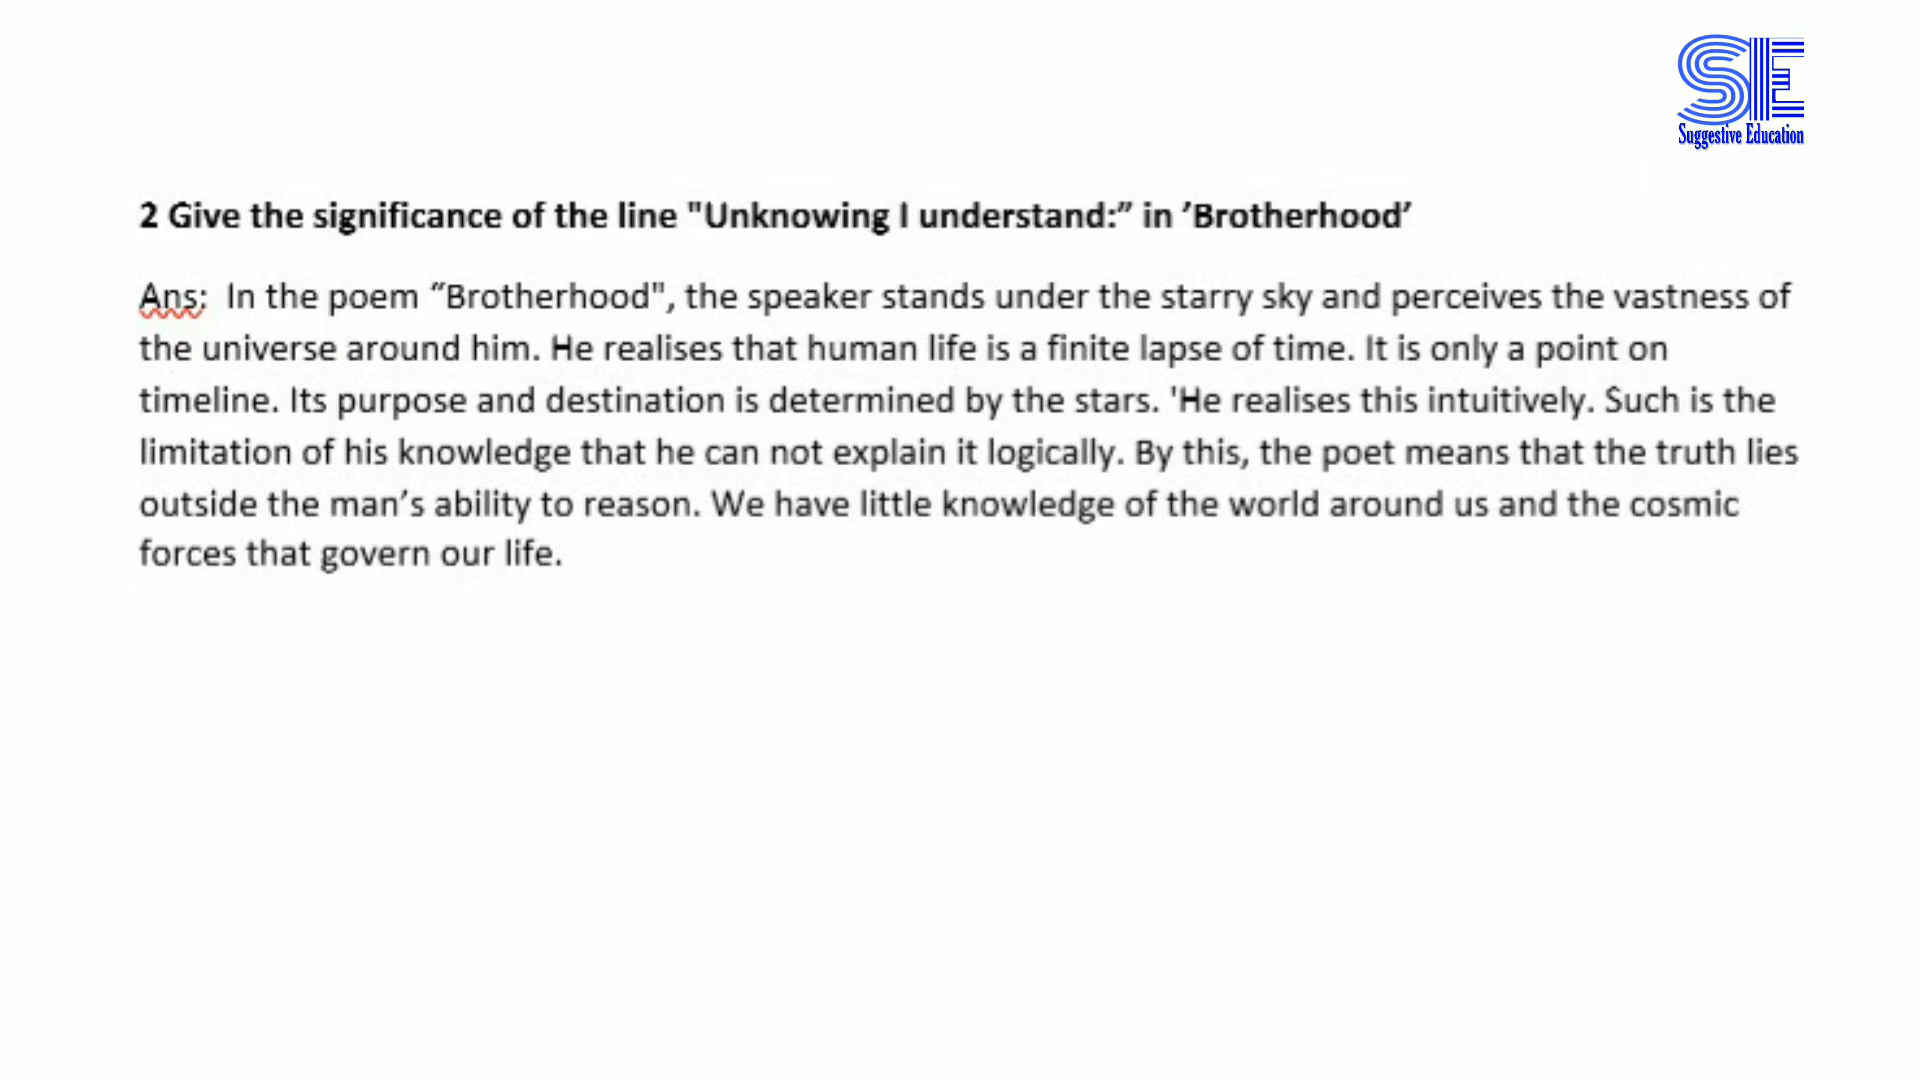 SE
Suggestive Education
2 Give the significance of the line "Unknowing I understand:” in ’Brotherhood’
Ans: In the poem “Brotherhood", the speaker stands under the starry sky and perceives the vastness of
the universe around him. He realises that human life is a finite lapse of time. It is only a point on
timeline. Its purpose and destination is determined by the stars. 'He realises this intuitively. Such is the
limitation of his knowledge that he can not explain it logically. By this, the poet means that the truth lies
outside the man’s ability to reason. We have little knowledge of the world around us and the cosmic
forces that govern our life.